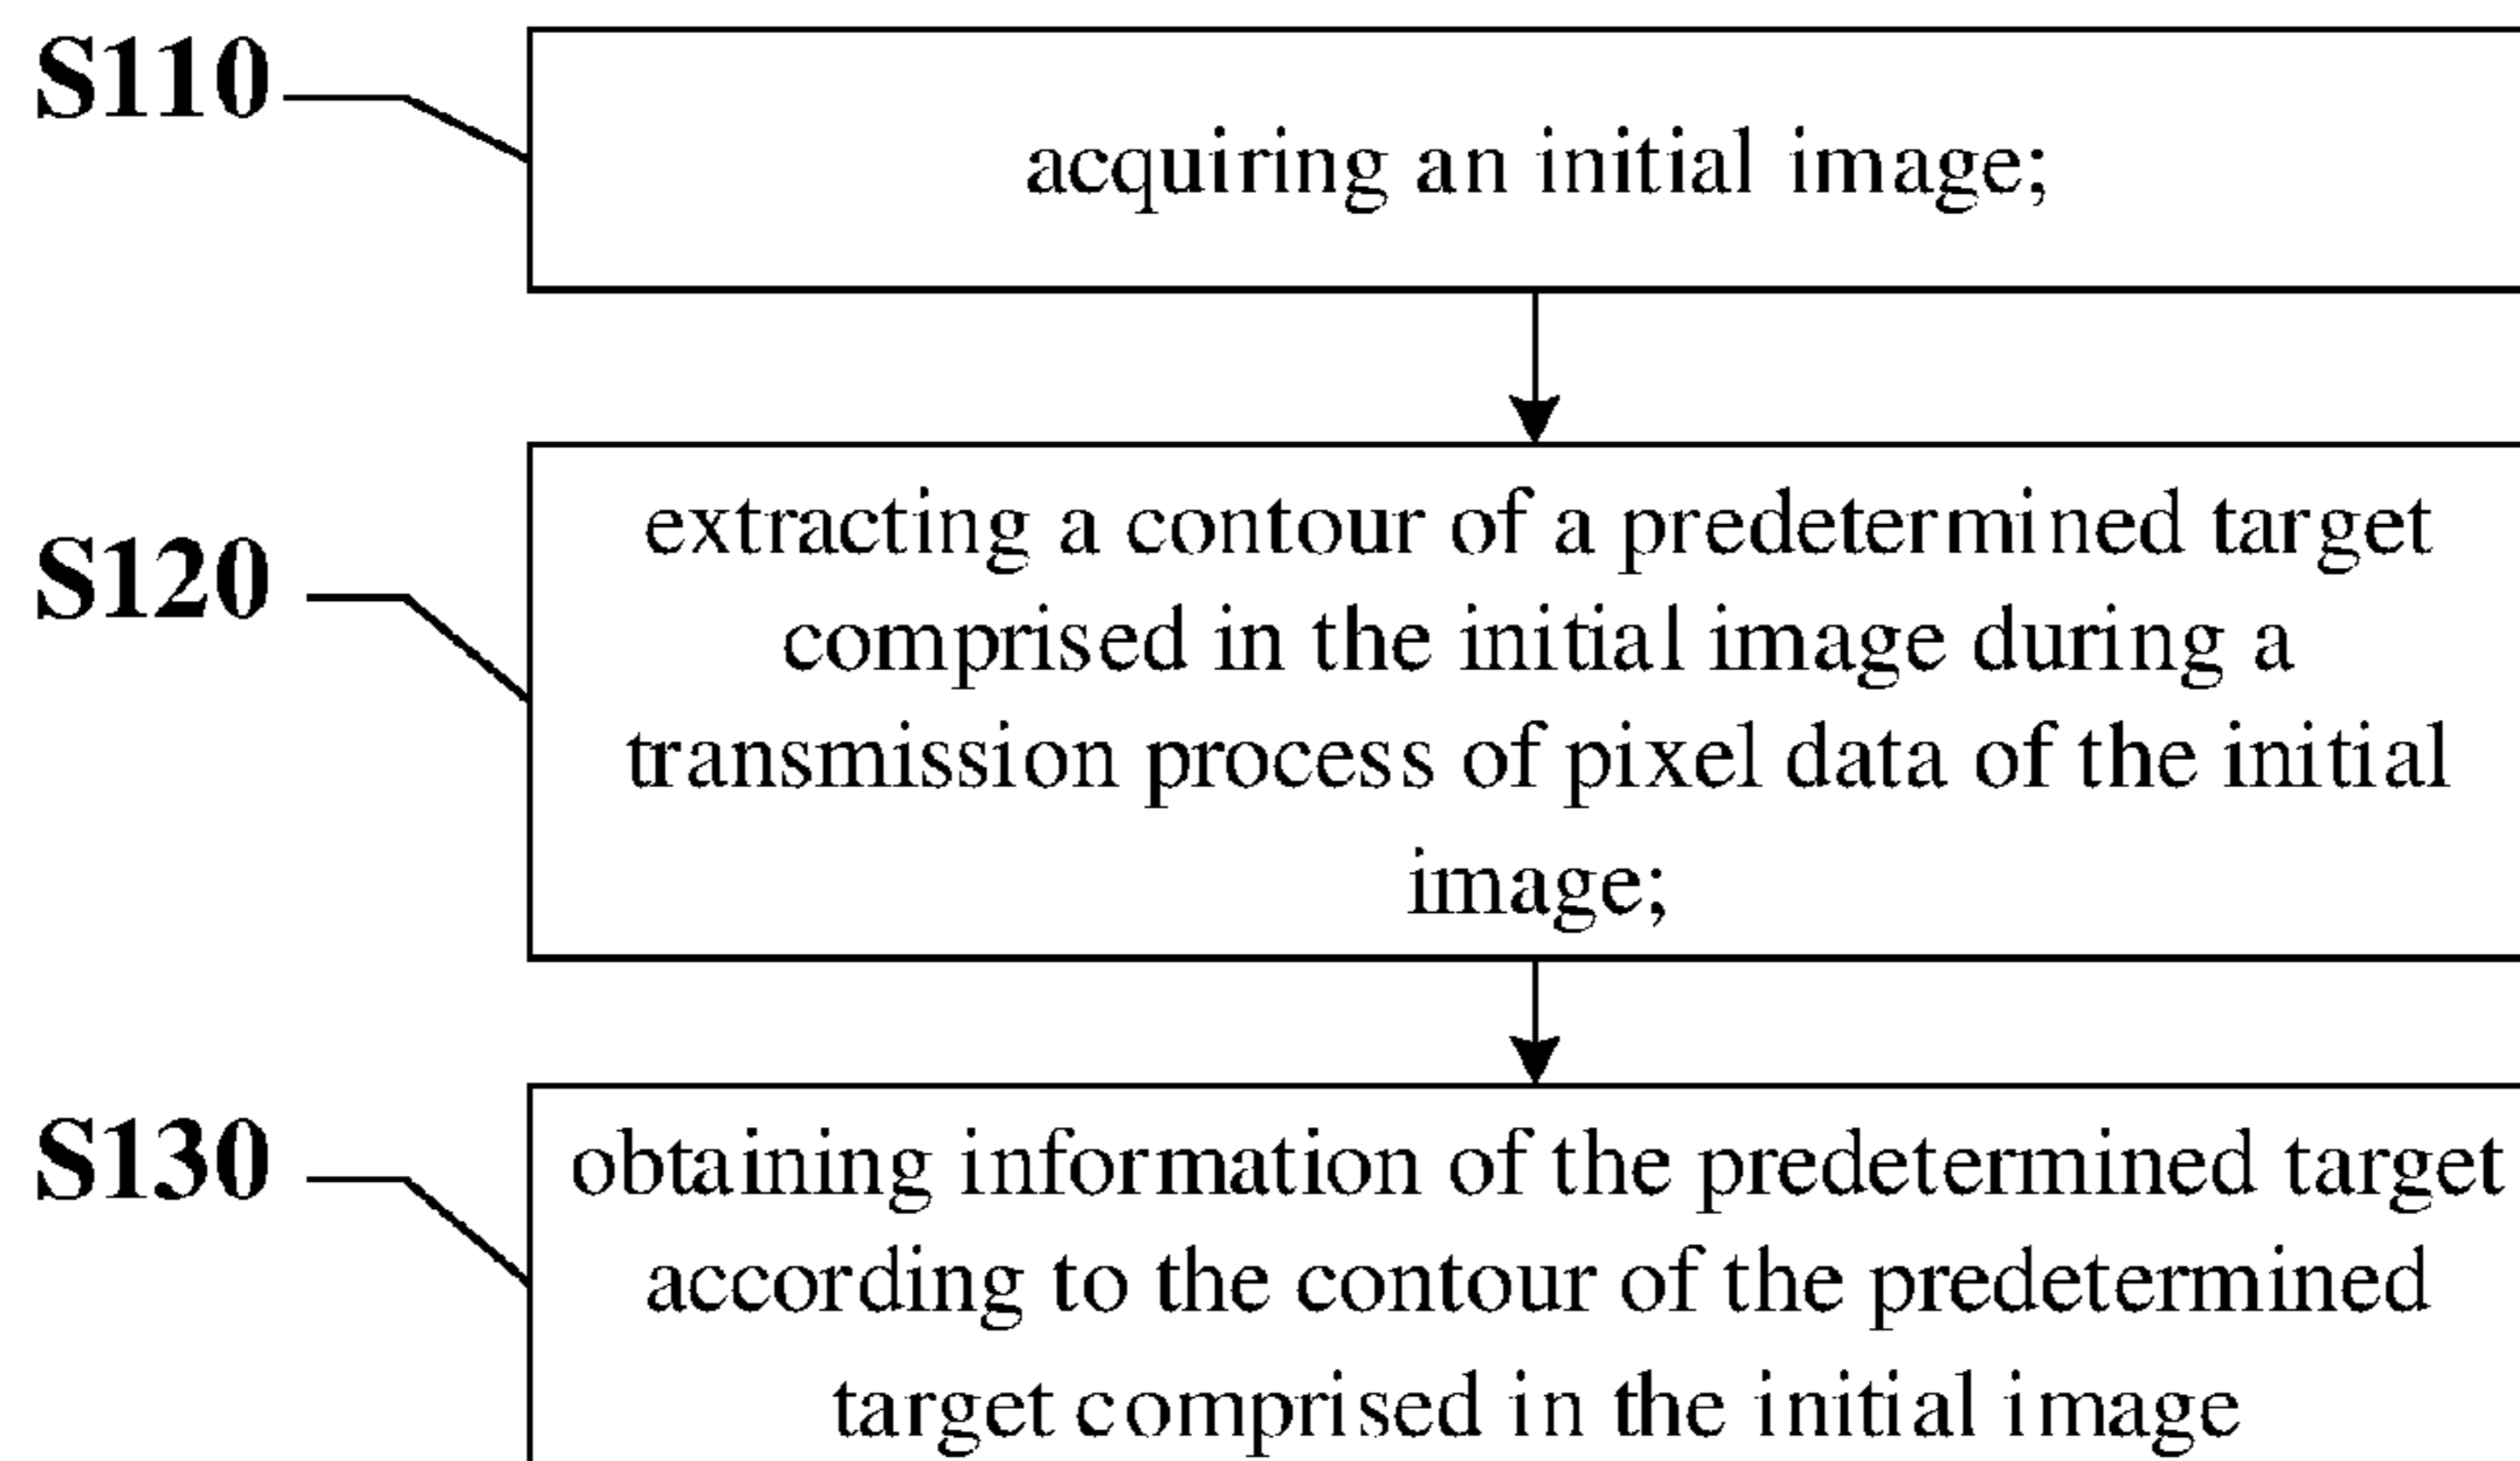 S110
acquiring an initial image;
S120
extracting a contour of a predetermined target
comprised in the initial image during a
transmission process of pixel data of the initial
image;
S130
obtaining information of the predetermined target
according to the contour of the predetermined
target comprised in the initial image